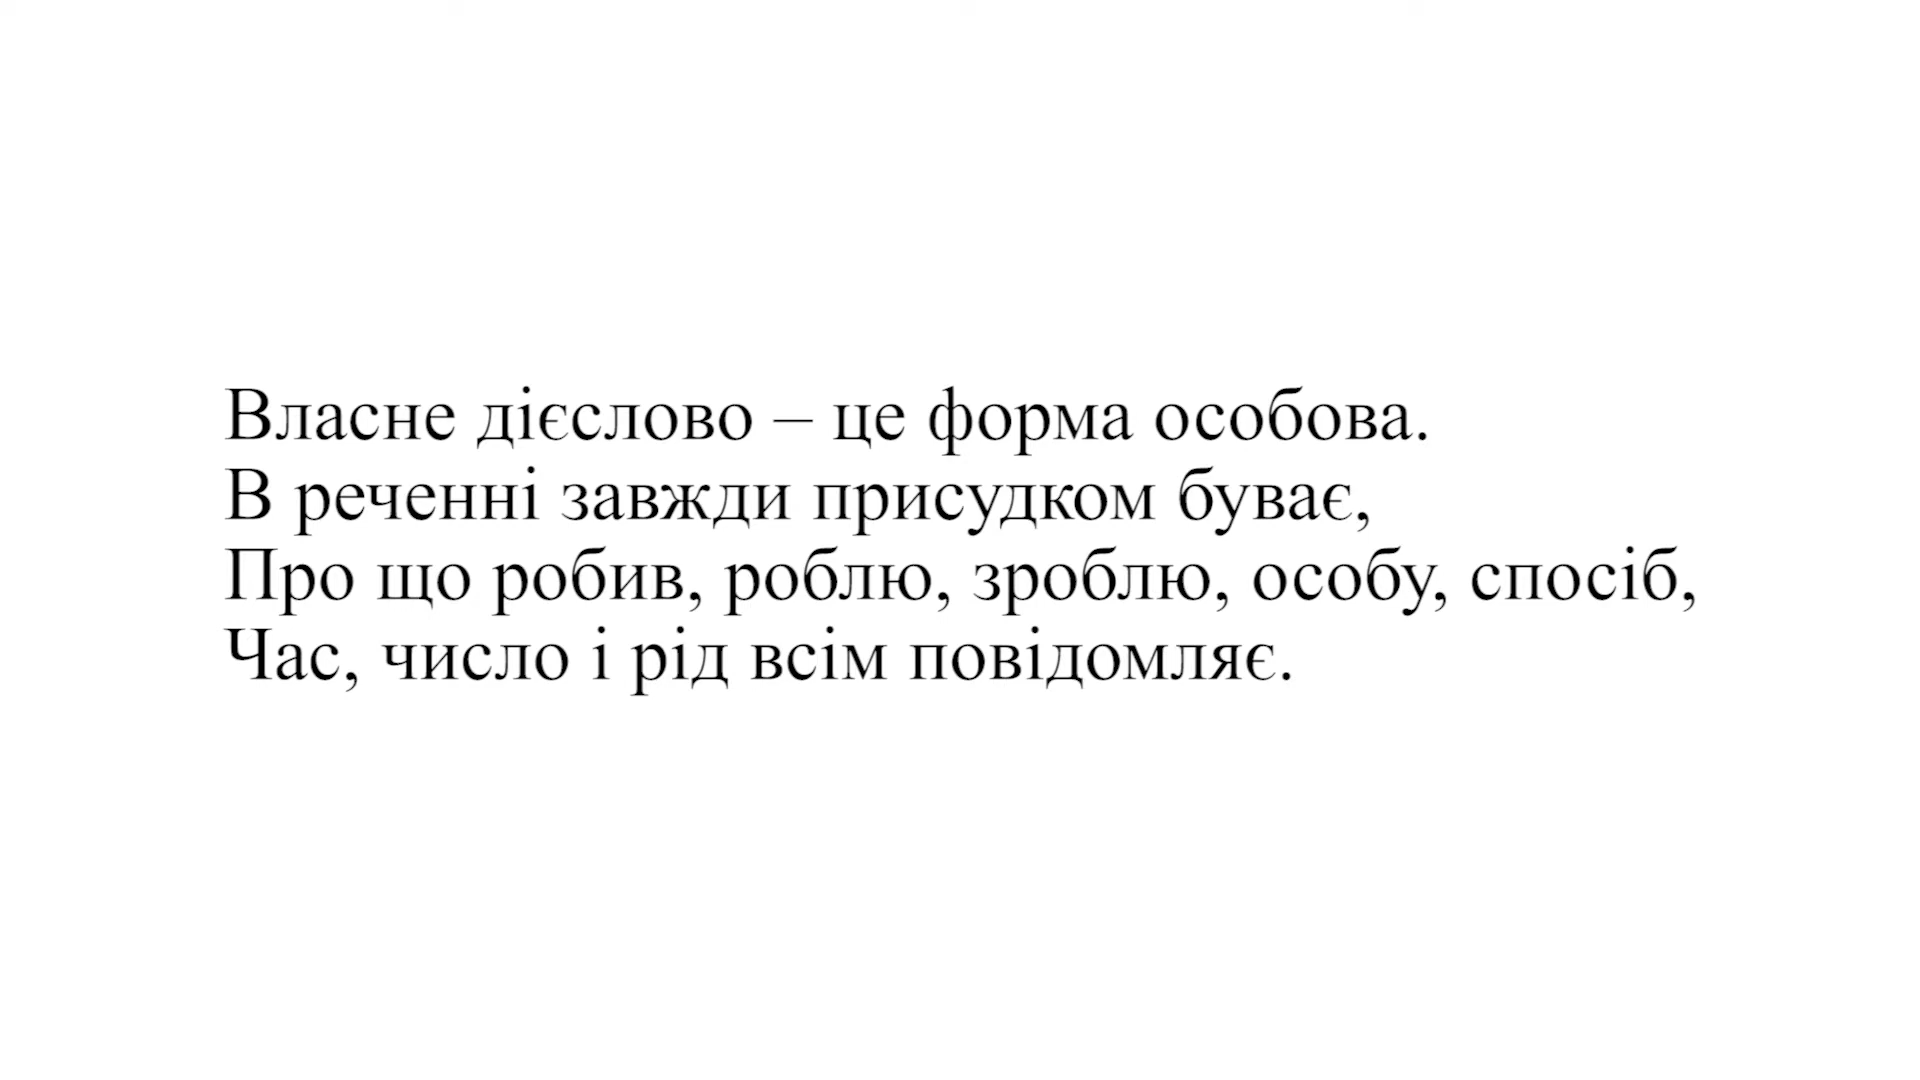 Власне дієслово – це форма особова.
В реченні завжди присудком буває,
Про що робив, роблю, зроблю, особу, спосіб,
Час, число і рід всім повідомляє.